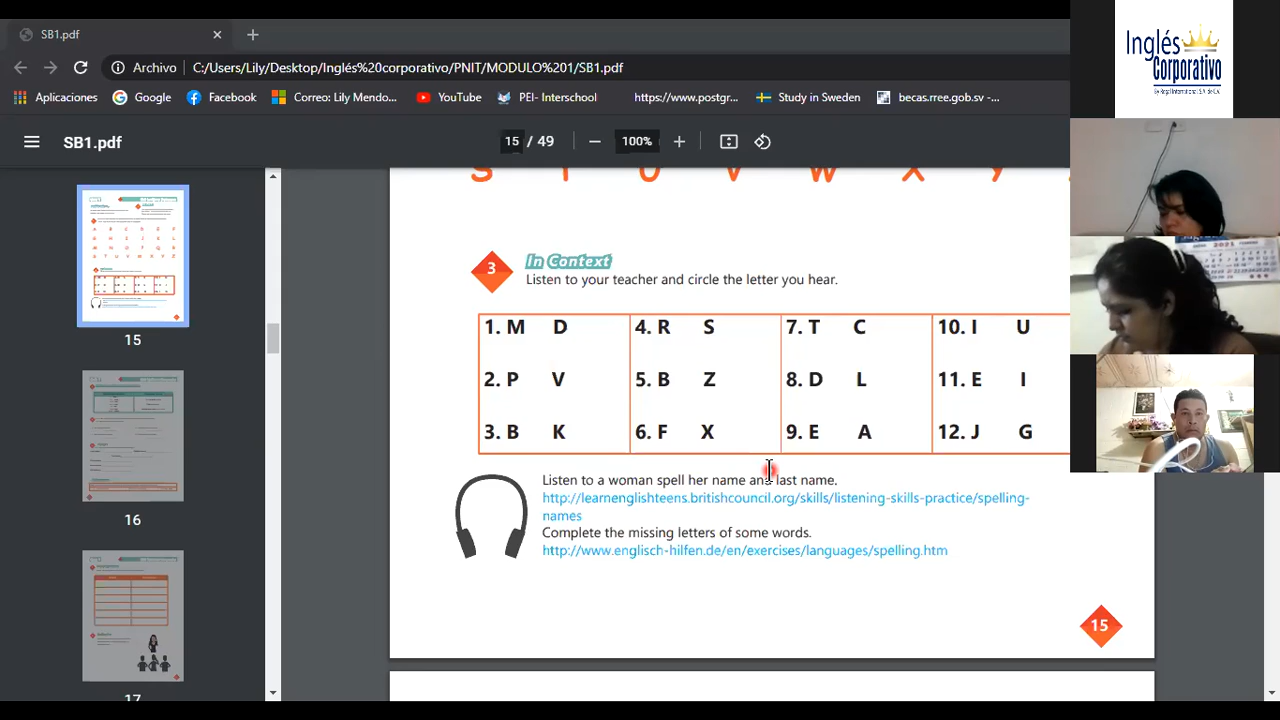 SB1.pdf
Archivo C:/Users/Lily/Desktop/Inglés%20corporativo/PNIT/MODULO%201/SB1.pdf
Aplicaciones Google Facebook Correo: Lily Mendo... YouTube PEI- Interschool https://www.postgr... Study in Sweden becas.rree.gob.sv -...
SB1.pdf 15 / 49 100%
S T U V W X Y
3 In Context
Listen to your teacher and circle the letter you hear.
1. M D 4. R S 7. T C 10. I U
2. P V 5. B Z 8. D L 11. E I
3. B K 6. F X 9. E A 12. J G
Listen to a woman spell her name and last name.
http://learnenglishteens.britishcouncil.org/skills/listening-skills-practice/spelling-
names
Complete the missing letters of some words.
http://www.englisch-hilfen.de/en/exercises/languages/spelling.htm
15
15
16
17
Inglés
Corporativo
2021